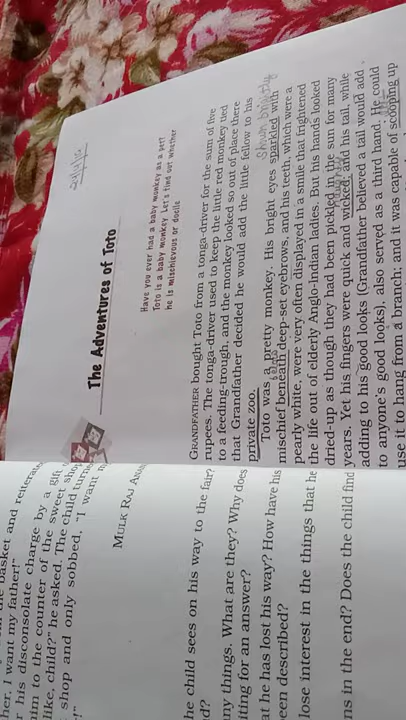 The Adventures of Toto
Have you ever had a baby monkey as a pet?
Toto is a baby monkey. Let's find out whether
he is mischievous or docile
GRANDFATHER bought Toto from a tonga-driver for the sum of five
rupees. The tonga-driver used to keep the little red monkey tied
to a feeding-trough, and the monkey looked so out of place there
that Grandfather decided he would add the little fellow to his
private zoo.
Shown brightly
Toto was a pretty monkey. His bright eyes sparkled with
mischief beneath deep-set eyebrows, and his teeth, which were a
pearly white, were very often displayed in a smile that frightened
the life out of elderly Anglo-Indian ladies. But his hands looked
dried-up as though they had been pickled in the sun for many
years. Yet his fingers were quick and wicked, and his tail, while
adding to his good looks (Grandfather believed a tail would add
to anyone's good looks), also served as a third hand. He could
use it to hang from a branch; and it was capable of scooping up
basket and reiterated
her, I want my father!"
his disconsolate charge by a gift
him to the counter of the sweet shop
like, child?" he asked. The child turned
shop and only sobbed, "I want
MULK RAJ
he child sees on his way to the fair?
d?
ny things. What are they? Why does
iting for an answer?
at he has lost his way? How have his
een described?
lose interest in the things that he
ns in the end? Does the child find